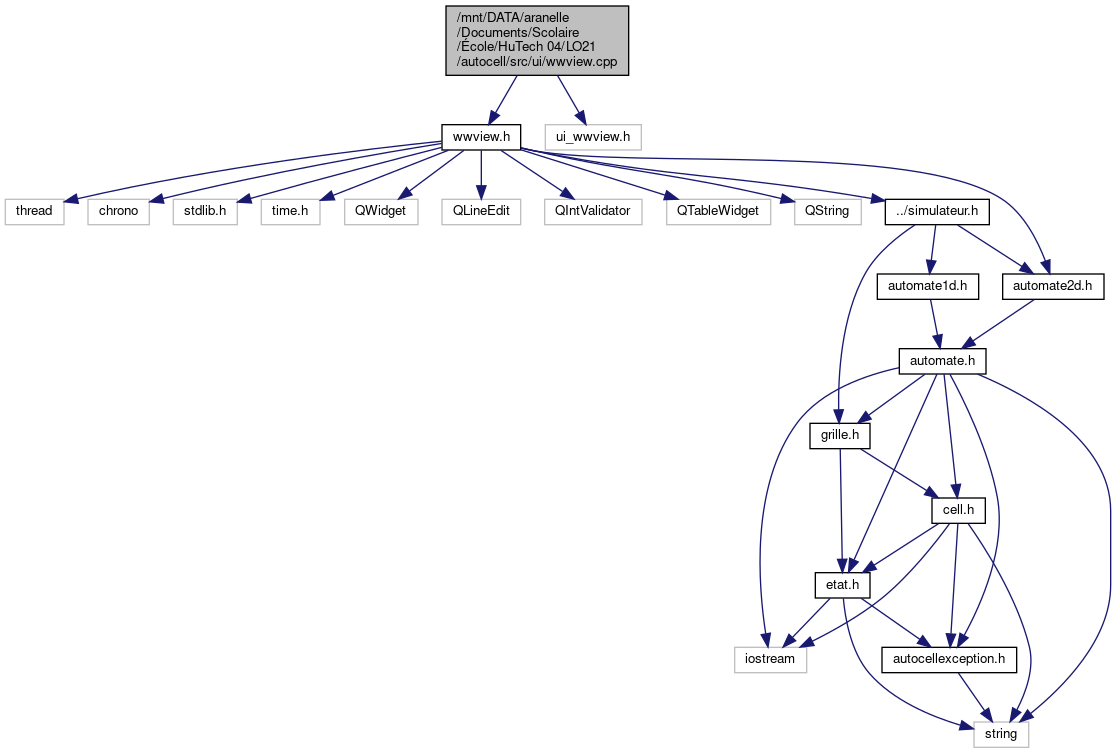 /mnt/DATA/aranelle
/Documents/Scolaire
/École/HuTech 04/LO21
/autocell/src/ui/wwview.cpp
wwview.h
ui_wwview.h
thread
chrono
stdlib.h
time.h
QWidget
QLineEdit
QIntValidator
QTableWidget
QString
../simulateur.h
automate1d.h
automate2d.h
automate.h
grille.h
cell.h
etat.h
iostream
autocellexception.h
string